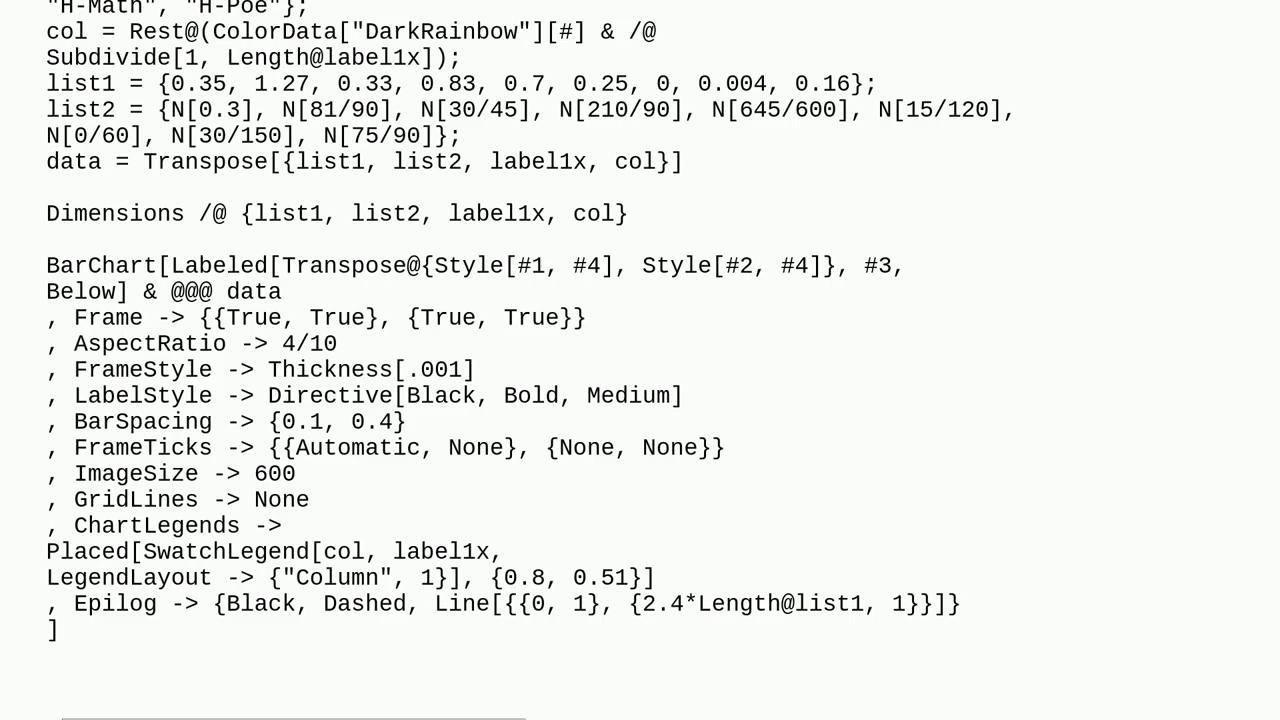 "H-Math", "H-Poe"};
col = Rest@(ColorData["DarkRainbow"][#] & /@
Subdivide[1, Length@label1x]);
list1 = {0.35, 1.27, 0.33, 0.83, 0.7, 0.25, 0, 0.004, 0.16};
list2 = {N[0.3], N[81/90], N[30/45], N[210/90], N[645/600], N[15/120],
N[0/60], N[30/150], N[75/90]};
data = Transpose[{list1, list2, label1x, col}]
Dimensions /@ {list1, list2, label1x, col}
BarChart[Labeled[Transpose@{Style[#1, #4], Style[#2, #4]}, #3,
Below] & @@@ data
, Frame -> {{True, True}, {True, True}}
, AspectRatio -> 4/10
, FrameStyle -> Thickness[.001]
, LabelStyle -> Directive[Black, Bold, Medium]
, BarSpacing -> {0.1, 0.4}
, FrameTicks -> {{Automatic, None}, {None, None}}
, ImageSize -> 600
, GridLines -> None
, ChartLegends ->
Placed[SwatchLegend[col, label1x,
LegendLayout -> {"Column", 1}], {0.8, 0.51}]
, Epilog -> {Black, Dashed, Line[{{0, 1}, {2.4*Length@list1, 1}}]}
]